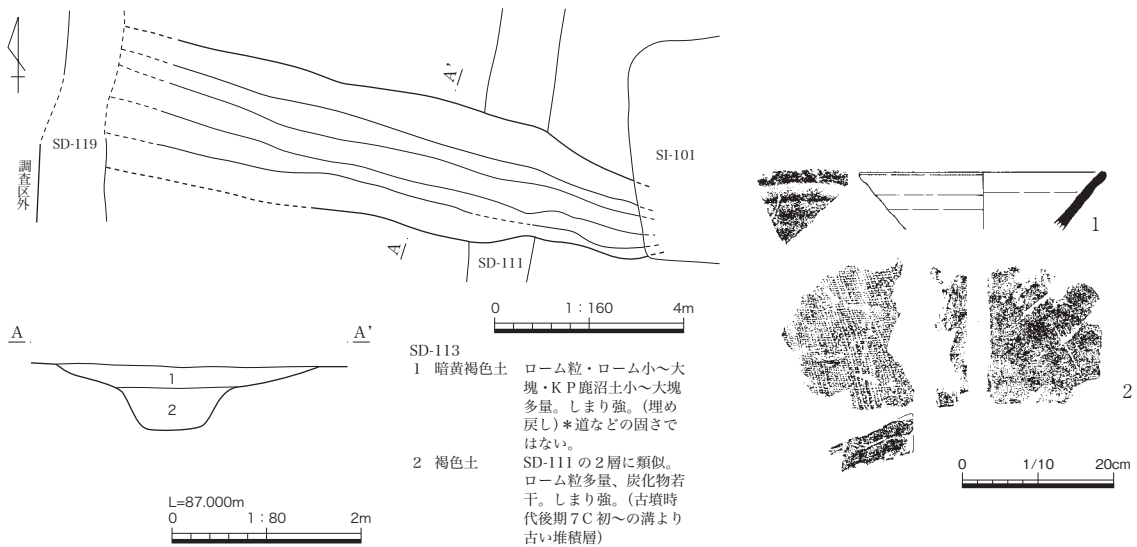 A'
SD-119
SI-101
調査区外
A
SD-111
0 1：160 4m
A A'
1
2
L=87.000m
0 1：80 2m
SD-113
1 暗黄褐色土 ローム粒・ローム小～大
塊・ＫＰ鹿沼土小～大塊
多量。しまり強。(埋め
戻し)＊道などの固さで
はない。
2 褐色土 SD-111 の２層に類似。
ローム粒多量、炭化物若
干。しまり強。(古墳時
代後期７Ｃ初～の溝より
古い堆積層)
1
2
0 1/10 20cm